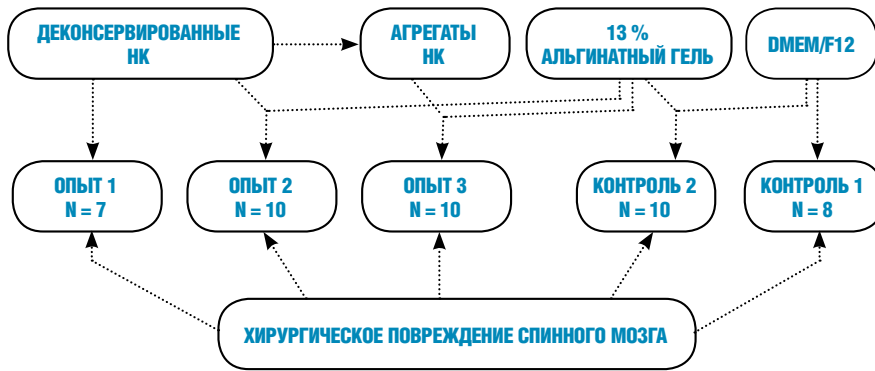 ДЕКОНСЕРВИРОВАННЫЕ
НК
АГРЕГАТЫ
НК
13 %
АЛЬГИНАТНЫЙ ГЕЛЬ
DMEM/F12
ОПЫТ 1
N = 7
ОПЫТ 2
N = 10
ОПЫТ 3
N = 10
КОНТРОЛЬ 2
N = 10
КОНТРОЛЬ 1
N = 8
ХИРУРГИЧЕСКОЕ ПОВРЕЖДЕНИЕ СПИННОГО МОЗГА